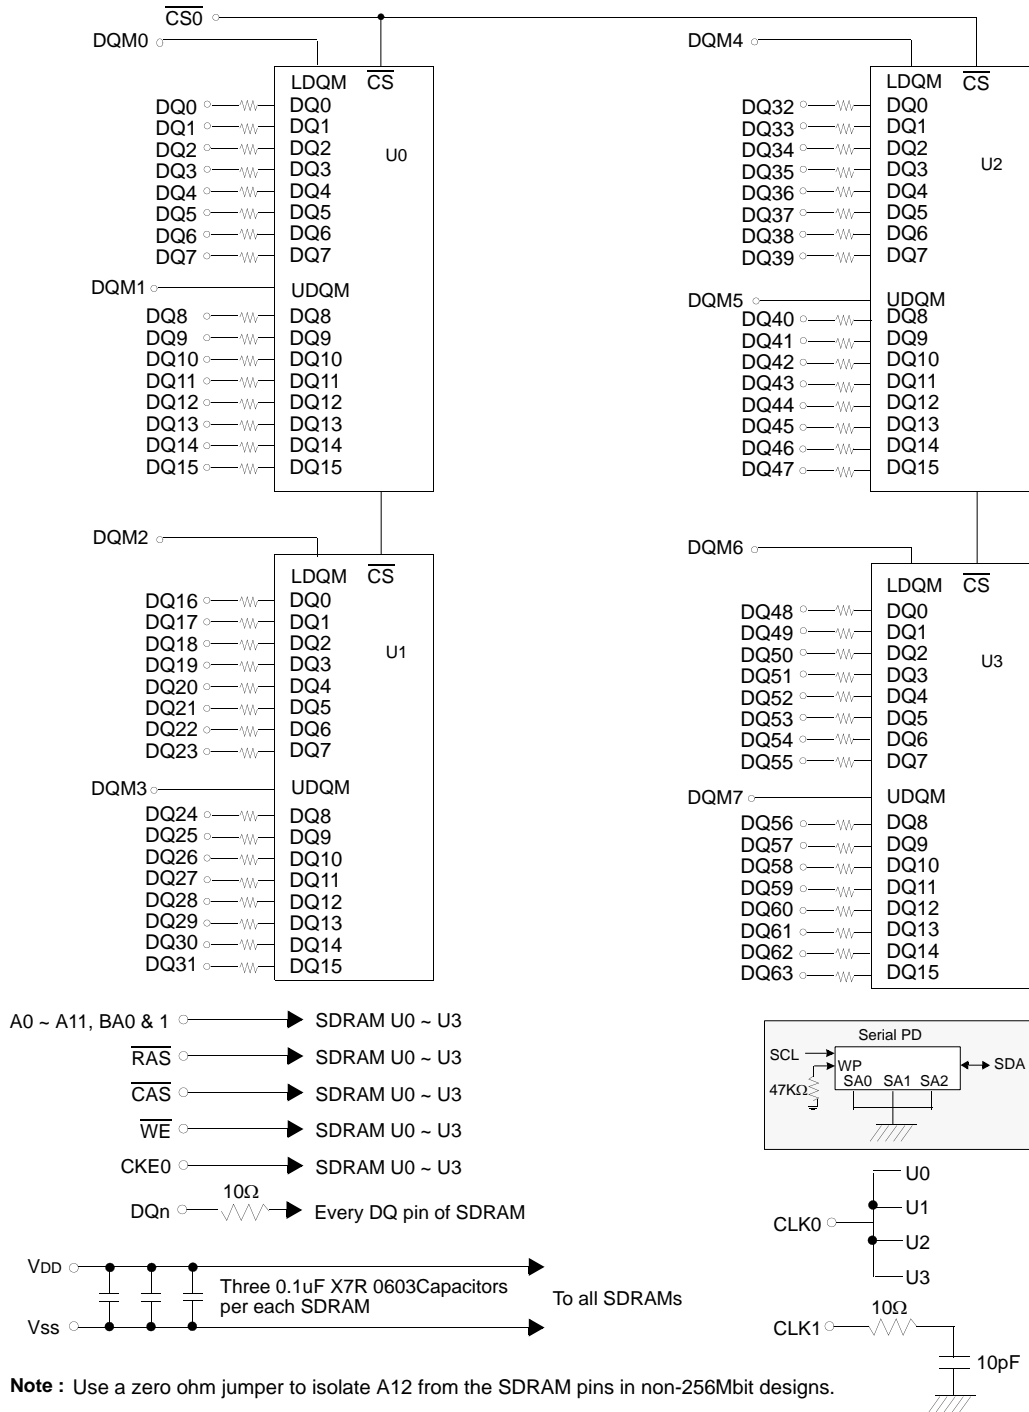 CS0
DQM0
LDQM CS
DQ0 DQ0
DQ1 DQ1
DQ2 DQ2
DQ3 DQ3
DQ4 DQ4
DQ5 DQ5
DQ6 DQ6
DQ7 DQ7
U0
DQM1 UDQM
DQ8 DQ8
DQ9 DQ9
DQ10 DQ10
DQ11 DQ11
DQ12 DQ12
DQ13 DQ13
DQ14 DQ14
DQ15 DQ15
DQM4
LDQM CS
DQ32 DQ0
DQ33 DQ1
DQ34 DQ2
DQ35 DQ3
DQ36 DQ4
DQ37 DQ5
DQ38 DQ6
DQ39 DQ7
U2
DQM5 UDQM
DQ40 DQ8
DQ41 DQ9
DQ42 DQ10
DQ43 DQ11
DQ44 DQ12
DQ45 DQ13
DQ46 DQ14
DQ47 DQ15
DQM2
LDQM CS
DQ16 DQ0
DQ17 DQ1
DQ18 DQ2
DQ19 DQ3
DQ20 DQ4
DQ21 DQ5
DQ22 DQ6
DQ23 DQ7
U1
DQM3 UDQM
DQ24 DQ8
DQ25 DQ9
DQ26 DQ10
DQ27 DQ11
DQ28 DQ12
DQ29 DQ13
DQ30 DQ14
DQ31 DQ15
DQM6
LDQM CS
DQ48 DQ0
DQ49 DQ1
DQ50 DQ2
DQ51 DQ3
DQ52 DQ4
DQ53 DQ5
DQ54 DQ6
DQ55 DQ7
U3
DQM7 UDQM
DQ56 DQ8
DQ57 DQ9
DQ58 DQ10
DQ59 DQ11
DQ60 DQ12
DQ61 DQ13
DQ62 DQ14
DQ63 DQ15
A0 ~ A11, BA0 & 1 SDRAM U0 ~ U3
RAS SDRAM U0 ~ U3
CAS SDRAM U0 ~ U3
WE SDRAM U0 ~ U3
CKE0 SDRAM U0 ~ U3
10Ω
DQn Every DQ pin of SDRAM
VDD
Three 0.1uF X7R 0603Capacitors
per each SDRAM
To all SDRAMs
Vss
Serial PD
SCL
WP
SDA
47KΩ
SA0 SA1 SA2
U0
U1
CLK0
U2
U3
10Ω
CLK1
10pF
Note : Use a zero ohm jumper to isolate A12 from the SDRAM pins in non-256Mbit designs.